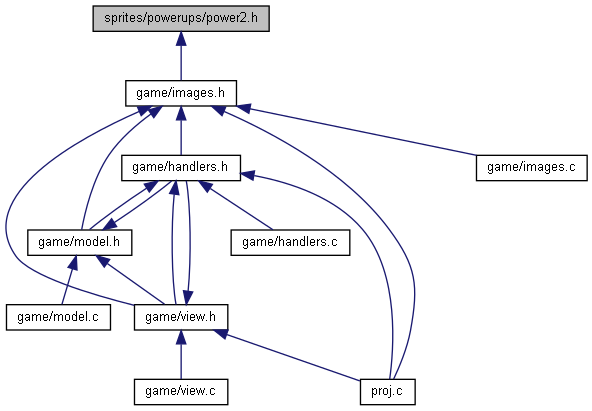 sprites/powerups/power2.h
game/images.h
game/handlers.h
game/images.c
game/model.h
game/handlers.c
game/model.c
game/view.h
game/view.c
proj.c